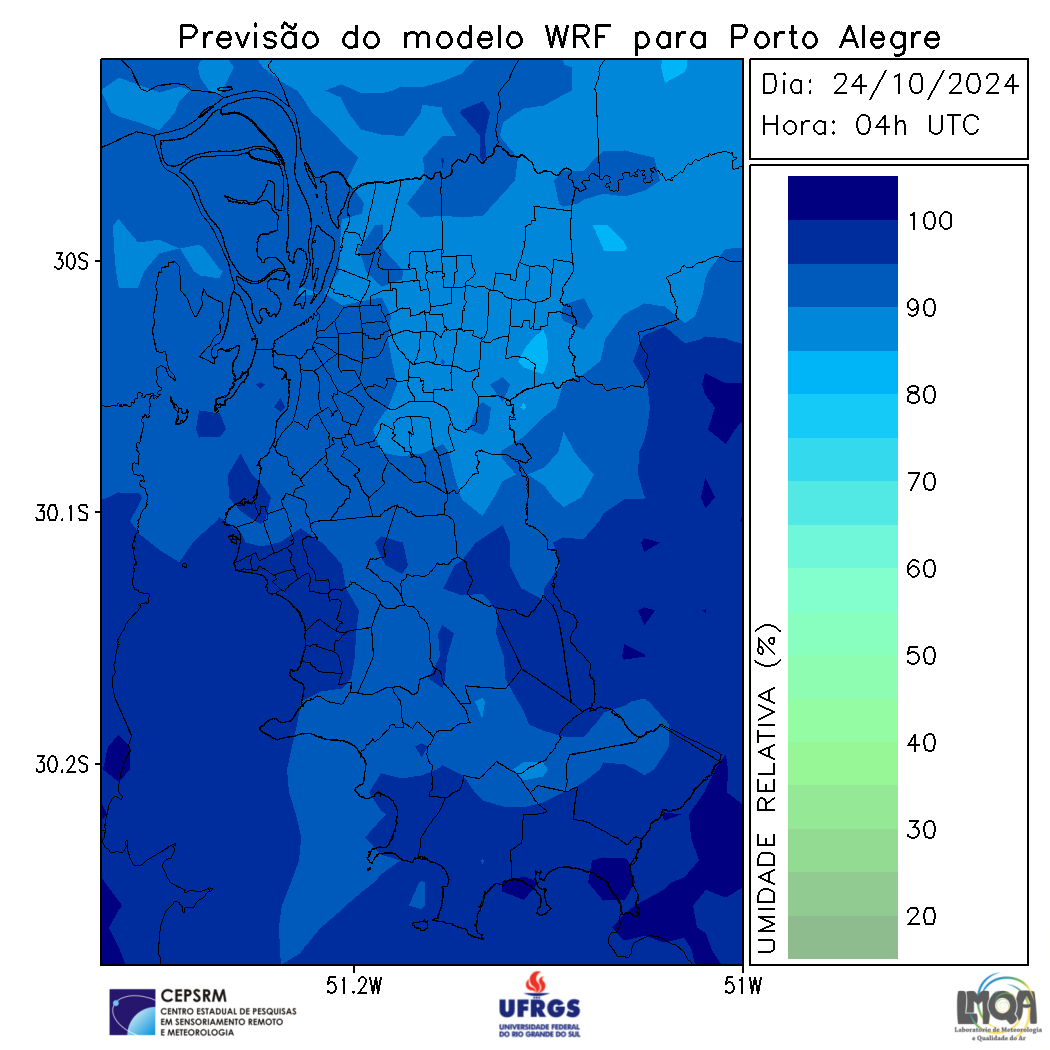 Previsão do modelo WRF para Porto Alegre
Dia: 24/10/2024
Hora: 04h UTC
30S
30.1S
30.2S
51.2W
51W
UMIDADE RELATIVA (%)
100
90
80
70
60
50
40
30
20
CEPSRM
CENTRO ESTADUAL DE PESQUISAS
EM SENSORIAMENTO REMOTO
E METEOROLOGIA
UFRGS
UNIVERSIDADE FEDERAL
DO RIO GRANDE DO SUL
LMQA
Laboratório de Meteorologia
e Qualidade do Ar